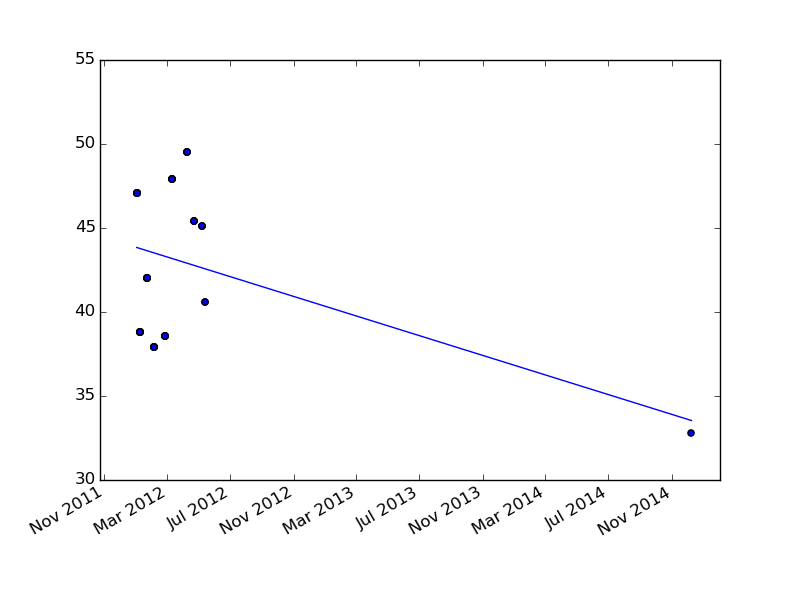 55
50
45
40
35
30
Nov 2011
Mar 2012
Jul 2012
Nov 2012
Mar 2013
Jul 2013
Nov 2013
Mar 2014
Jul 2014
Nov 2014